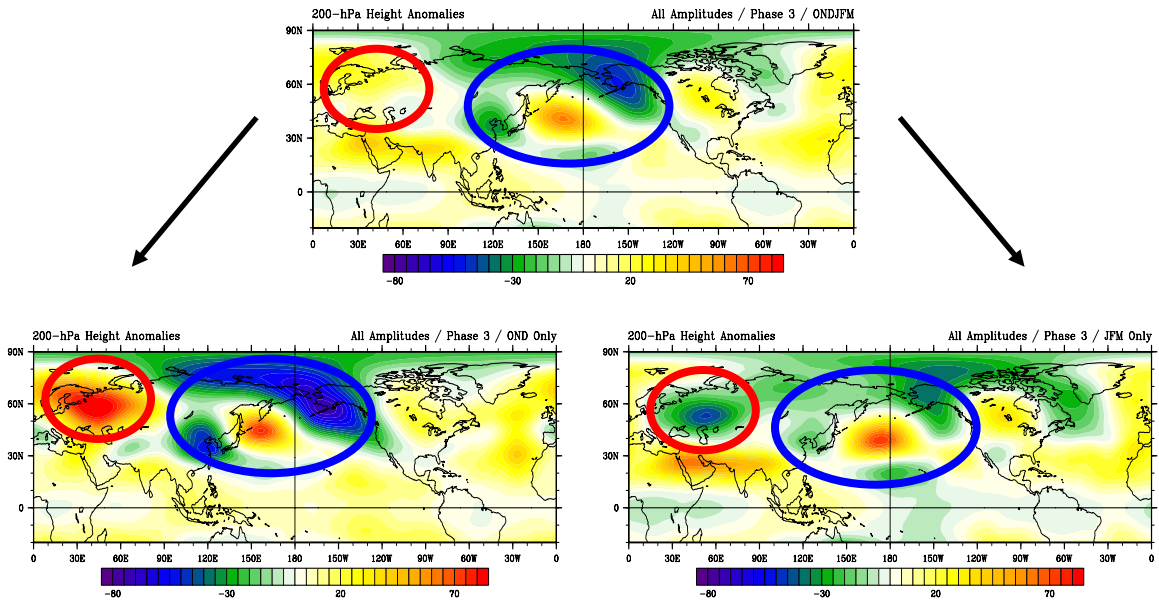 200-hPa Height Anomalies All Amplitudes / Phase 3 / ONDJFM
90N
60N
30N
0
0 30E 60E 90E 120E 150E 180 150W 120W 90W 60W 30W 0
-80 -30 20 70
200-hPa Height Anomalies All Amplitudes / Phase 3 / OND Only
90N
60N
30N
0
0 30E 60E 90E 120E 150E 180 150W 120W 90W 60W 30W 0
-80 -30 20 70
200-hPa Height Anomalies All Amplitudes / Phase 3 / JFM Only
90N
60N
30N
0
0 30E 60E 90E 120E 150E 180 150W 120W 90W 60W 30W 0
-80 -30 20 70